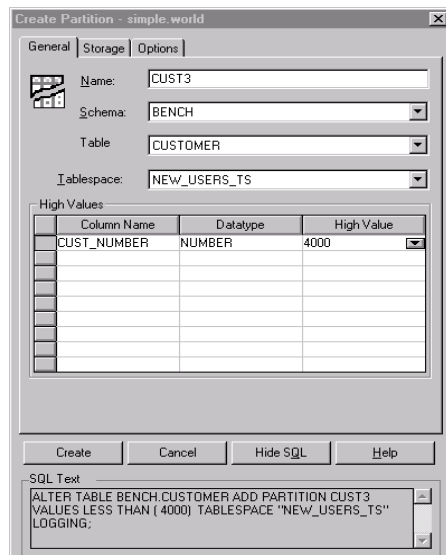 Create Partition - simple.world
General Storage Options
Name: CUST3
Schema: BENCH
Table CUSTOMER
Tablespace: NEW_USERS_TS
High Values
Column Name Datatype High Value
CUST_NUMBER NUMBER 4000
Create Cancel Hide SQL Help
SQL Text
ALTER TABLE BENCH.CUSTOMER ADD PARTITION CUST3
VALUES LESS THAN ( 4000) TABLESPACE "NEW_USERS_TS"
LOGGING;